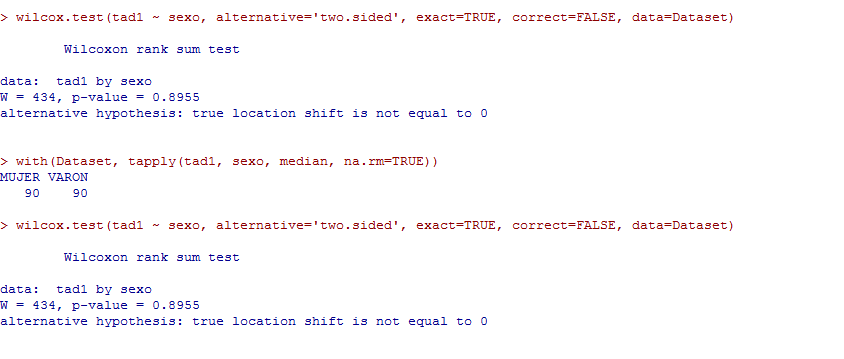 > wilcox.test(tad1 ~ sexo, alternative='two.sided', exact=TRUE, correct=FALSE, data=Dataset)
Wilcoxon rank sum test
data:  tad1 by sexo
W = 434, p-value = 0.8955
alternative hypothesis: true location shift is not equal to 0
> with(Dataset, tapply(tad1, sexo, median, na.rm=TRUE))
MUJER VARON
90    90
> wilcox.test(tad1 ~ sexo, alternative='two.sided', exact=TRUE, correct=FALSE, data=Dataset)
Wilcoxon rank sum test
data:  tad1 by sexo
W = 434, p-value = 0.8955
alternative hypothesis: true location shift is not equal to 0